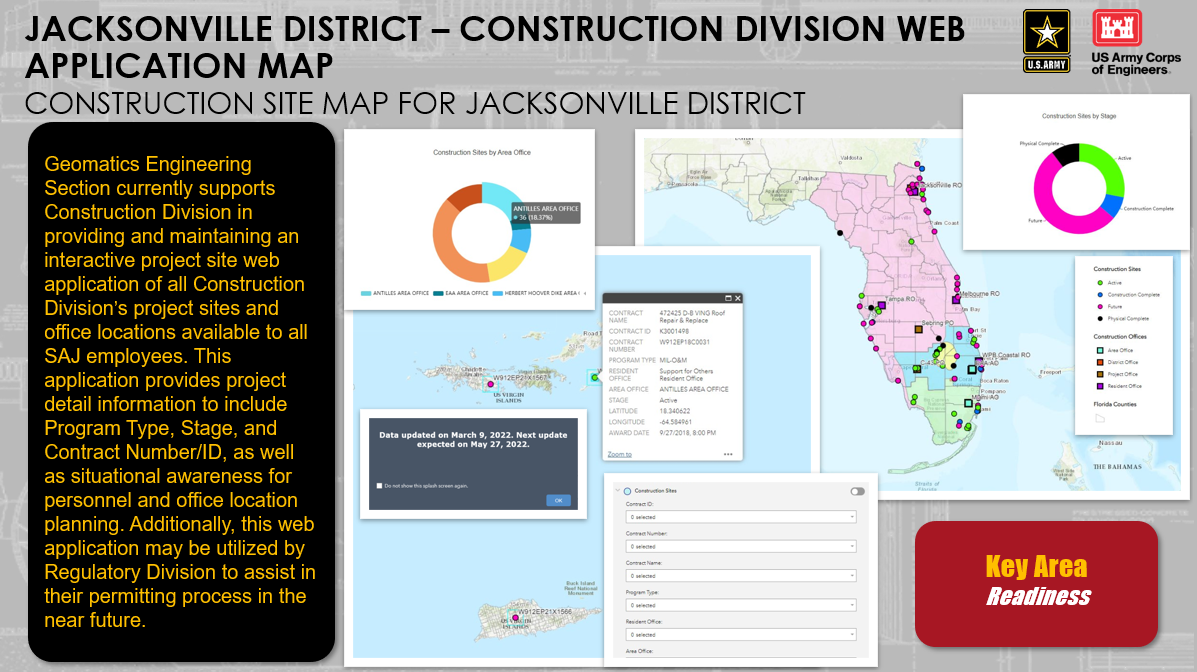 JACKSONVILLE DISTRICT – CONSTRUCTION DIVISION WEB
APPLICATION MAP
CONSTRUCTION SITE MAP FOR JACKSONVILLE DISTRICT
U.S.ARMY
US Army Corps
of Engineers
Geomatics Engineering
Section currently supports
Construction Division in
providing and maintaining an
interactive project site web
application of all Construction
Division's project sites and
office locations available to all
SAJ employees. This
application provides project
detail information to include
Program Type, Stage, and
Contract Number/ID, as well
as situational awareness for
personnel and office location
planning. Additionally, this web
application may be utilized by
Regulatory Division to assist in
their permitting process in the
near future.
Construction Sites by Area Office
ANTILLES AREA OFFICE
36 (18.37%)
ANTILLES AREA OFFICE
EAA AREA OFFICE
HERBERT HOOVER DIKE AREA
W912EP21X1567
US VIRGIN
ISLANDS
CONTRACT NAME 472425 D-B VING Roof Repair & Replace
CONTRACT ID K3001498
CONTRACT NUMBER W912EP18C0031
PROGRAM TYPE MIL-O&M
RESIDENT OFFICE Support for Others Resident Office
AREA OFFICE ANTILLES AREA OFFICE
STAGE Active
LATITUDE 18.340622
LONGITUDE -64.584961
AWARD DATE 9/27/2018, 8:00 PM
Zoom to
Data updated on March 9, 2022. Next update
expected on May 27, 2022.
Do not show this splash screen again.
OK
Buck Island
Reef National
Monument
W912EP21X1566
ISLANDS
Construction Sites
Contract ID:
0 selected
Contract Number:
0 selected
Contract Name:
0 selected
Program Type:
0 selected
Resident Office:
0 selected
Area Office:
Valdosta
Jacksonville RO
Palm Coast
Melbourne RO
Tampa RO
Sebring PO
WPB Coastal RO
Boca Raton
Pompano
Miami AO
Freeport
Nassau
THE BAHAMAS
Straits of
Florida
Construction Sites by Stage
Physical Complete
Active
Construction Complete
Future
Construction Sites
Active
Construction Complete
Future
Physical Complete
Construction Offices
Area Office
District Office
Project Office
Resident Office
Florida Counties
Key Area
Readiness